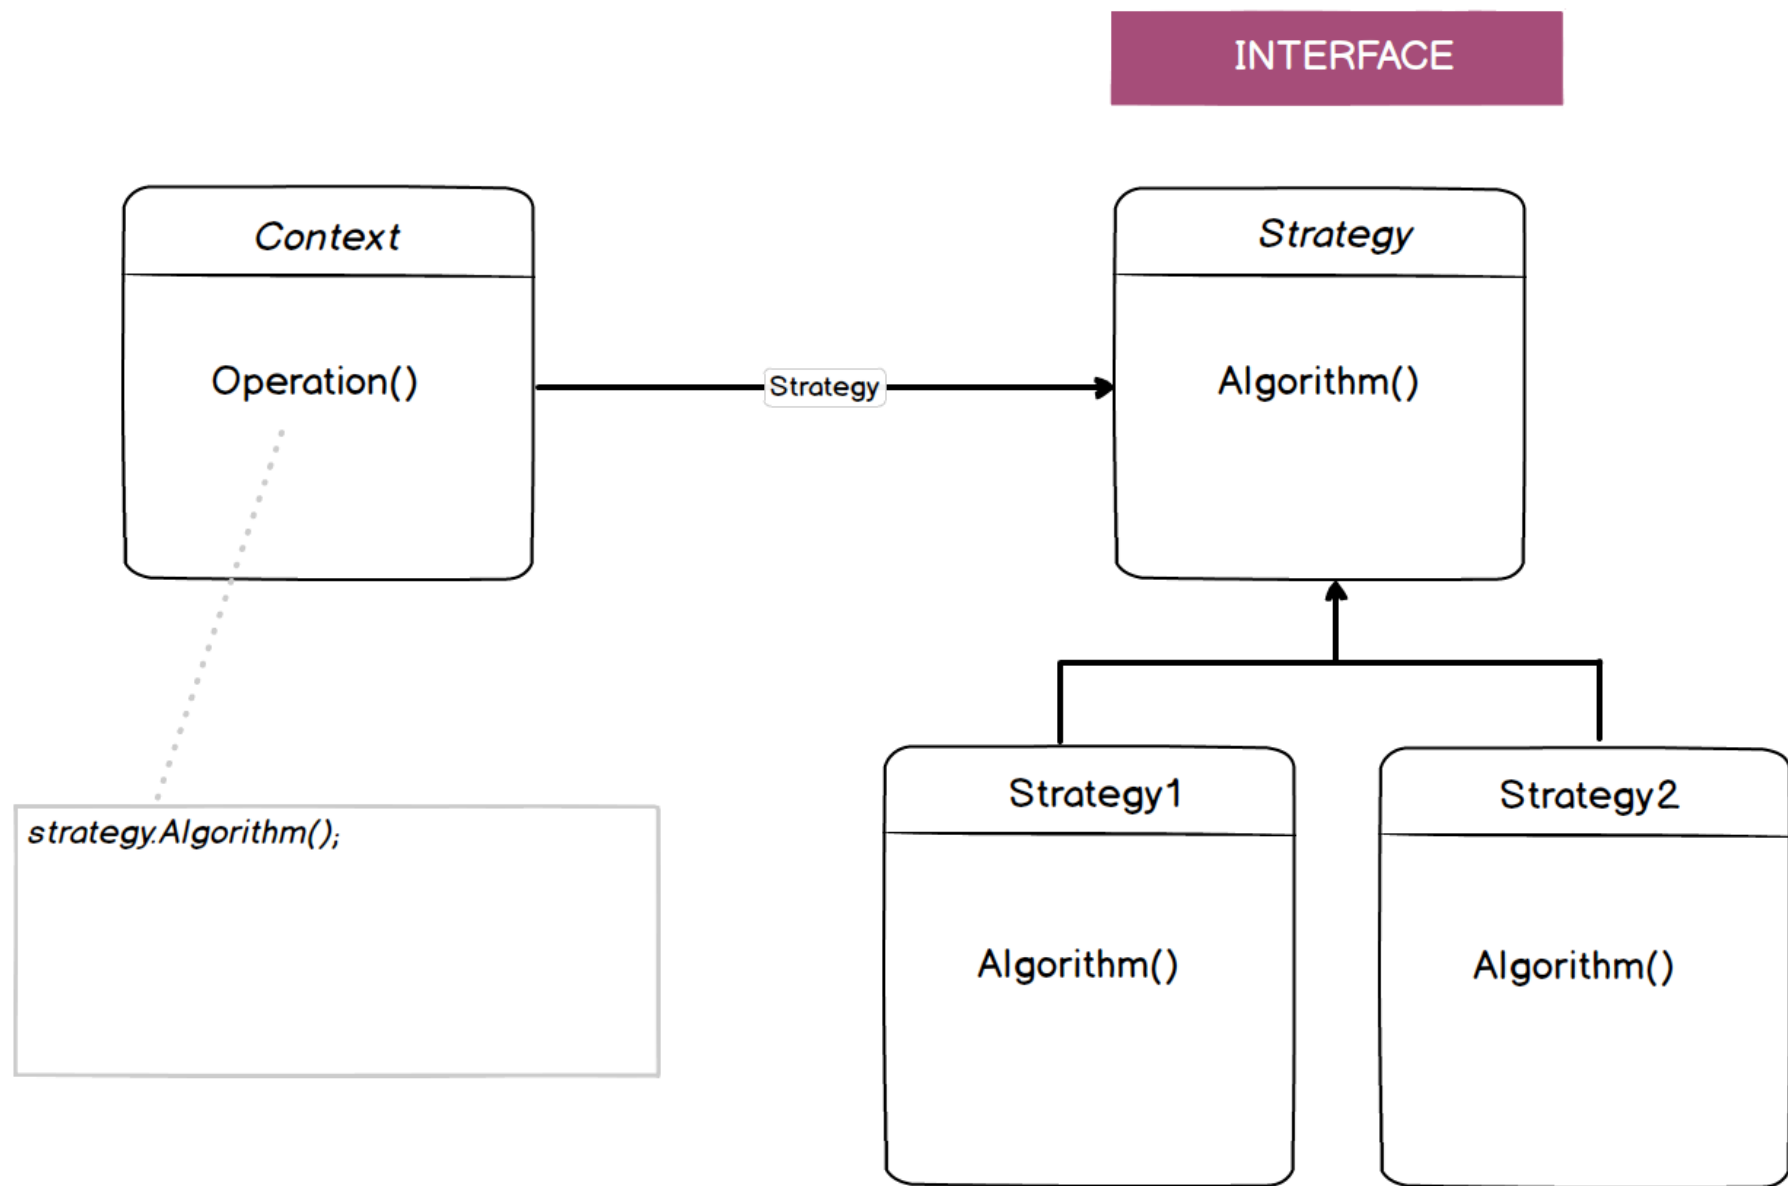 INTERFACE
Context
Strategy
Operation()
Strategy
Algorithm()
strategy.Algorithm();
Strategy1
Strategy2
Algorithm()
Algorithm()